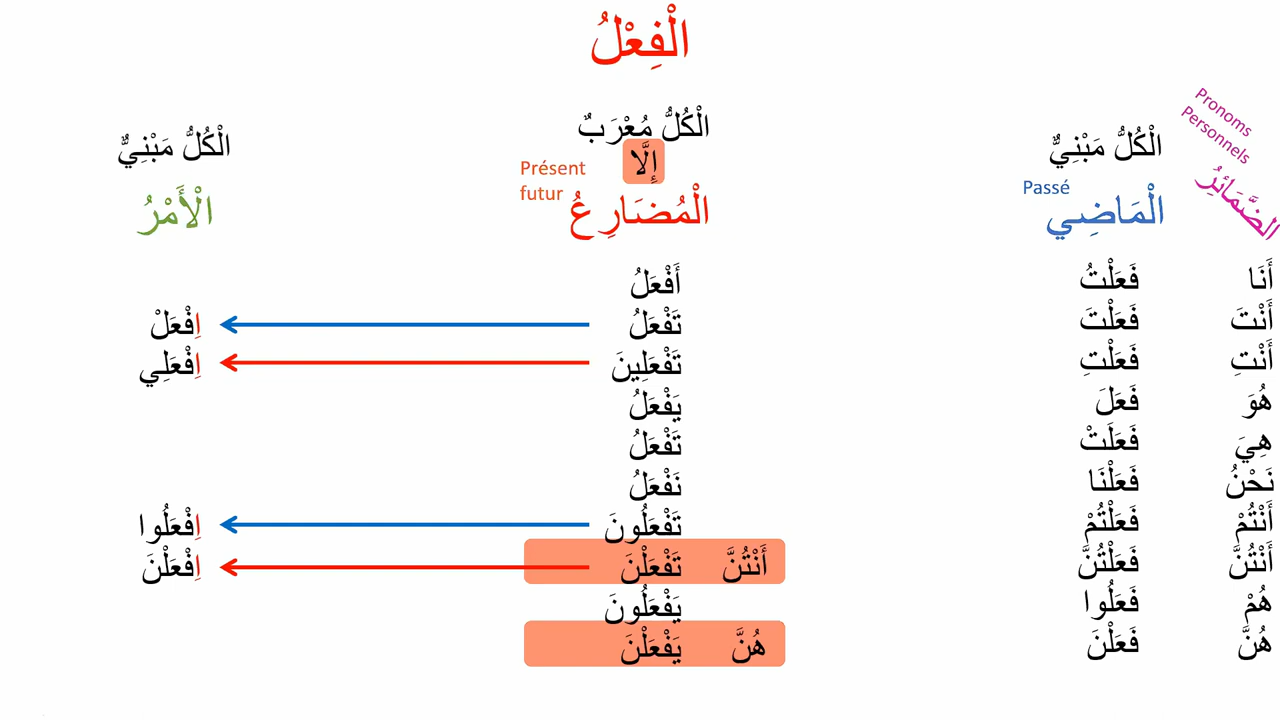 الْفِعْلُ
Pronoms
Personnels
الضَّمَائِرُ
الْكُلُّ مَبْنِيٌّ
Passé
الْمَاضِي
الْكُلُّ مُعْرَبٌ
إِلَّا
Présent
futur
الْمُضَارِعُ
الْكُلُّ مَبْنِيٌّ
الْأَمْرُ
أَنَا فَعَلْتُ أَفْعَلُ
أَنْتَ فَعَلْتَ تَفْعَلُ اِفْعَلْ
أَنْتِ فَعَلْتِ تَفْعَلِينَ اِفْعَلِي
هُوَ فَعَلَ يَفْعَلُ
هِيَ فَعَلَتْ تَفْعَلُ
نَحْنُ فَعَلْنَا نَفْعَلُ
أَنْتُمْ فَعَلْتُمْ تَفْعَلُونَ اِفْعَلُوا
أَنْتُنَّ فَعَلْتُنَّ أَنْتُنَّ تَفْعَلْنَ اِفْعَلْنَ
هُمْ فَعَلُوا يَفْعَلُونَ
هُنَّ فَعَلْنَ هُنَّ يَفْعَلْنَ